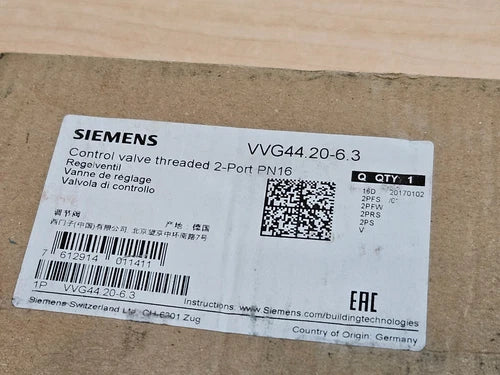 SIEMENS
VVG44.20-6.3
Control valve threaded 2-Port PN16
Regelventil
Vanne de réglage
Valvola di controllo
Q QTY 1
16D 20170102
2PFS /C
2PFW
2PRS
2PS
V
调节阀
产地: 德国
西门子(中国)有限公司 北京望京中环南路7号
7 612914 011411
1P VVG44.20-6.3
EAC
Instructions: www.siemens.com/buildingtechnologies
Siemens Switzerland Ltd. CH-6301 Zug
Country of Origin: Germany